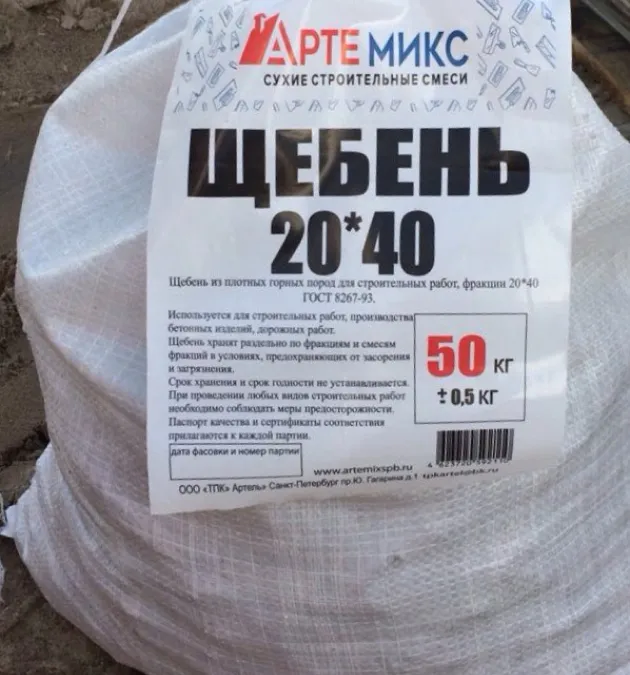 АРТЕ МИКС
СУХИЕ СТРОИТЕЛЬНЫЕ СМЕСИ
ЩЕБЕНЬ
20*40
Щебень из плотных горных пород для строительных работ, фракции 20*40
ГОСТ 8267-93.
Используется для строительных работ, производства
бетонных изделий, дорожных работ.
Щебень хранят раздельно по фракциям и смесям
фракций в условиях, предохраняющих от засорения
и загрязнения.
Срок хранения и срок годности не устанавливается.
При проведении любых видов строительных работ
необходимо соблюдать меры предосторожности.
Паспорт качества и сертификаты соответствия
прилагаются к каждой партии.
50 кг
± 0,5 кг
дата фасовки и номер партии
www.artemixspb.ru
ООО «ТПК» Артель» Санкт-Петербург пр.Ю. Гагарина д.1